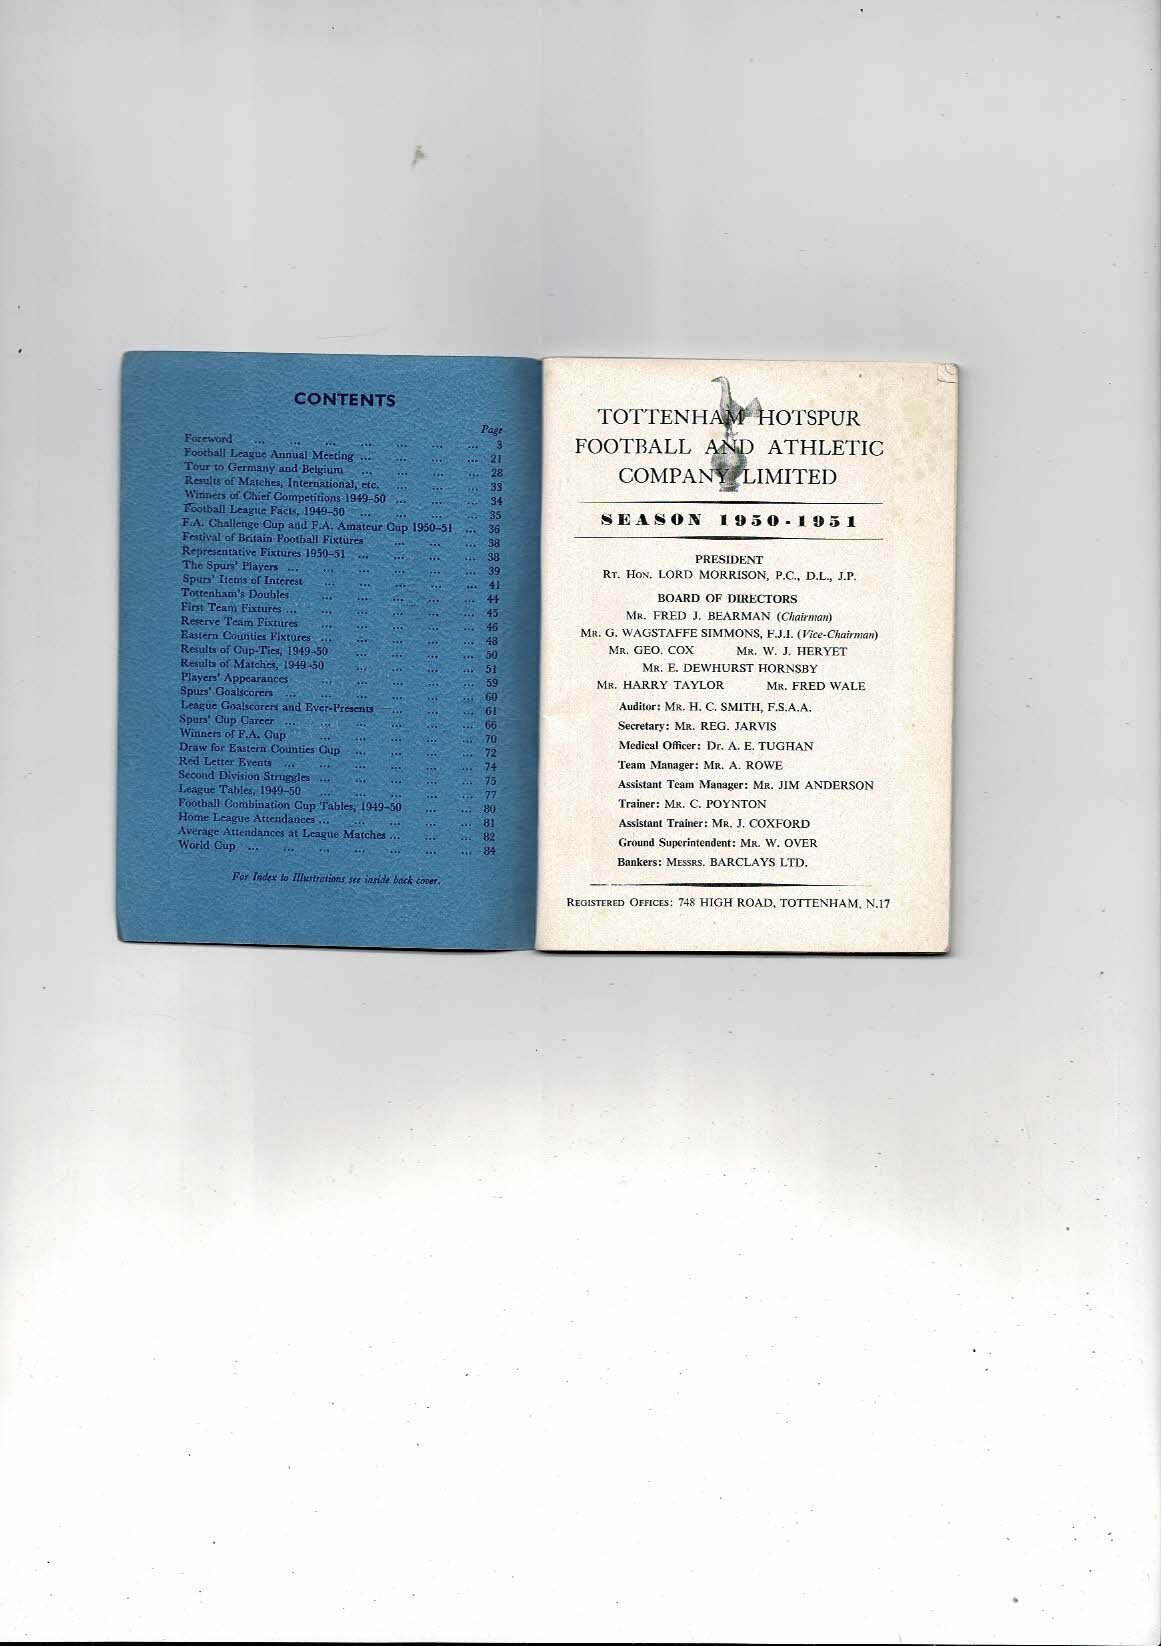 CONTENTS
Page
Foreword ... ... ... ... ... ... ... 3
Football League Annual Meeting ... ... ... ... 21
Tour to Germany and Belgium ... ... ... ... 28
Results of Matches, International, etc. ... ... ... 33
Winners of Chief Competitions 1949-50 ... ... ... 34
Football League Facts, 1949-50 ... ... ... ... 35
F.A. Challenge Cup and F.A. Amateur Cup 1950-51 ... 36
Festival of Britain Football Fixtures ... ... ... 38
Representative Fixtures 1950-51 ... ... ... ... 38
The Spurs' Players ... ... ... ... ... ... 39
Spurs' Items of Interest ... ... ... ... ... 41
Tottenham's Doubles ... ... ... ... ... 44
First Team Fixtures ... ... ... ... ... ... 45
Reserve Team Fixtures ... ... ... ... ... 46
Eastern Counties Fixtures ... ... ... ... ... 48
Results of Cup-Ties, 1949-50 ... ... ... ... 50
Results of Matches, 1949-50 ... ... ... ... 51
Players' Appearances ... ... ... ... ... 59
Spurs' Goalscorers ... ... ... ... ... ... 60
League Goalscorers and Ever-Presents ... ... ... 61
Spurs' Cup Career ... ... ... ... ... ... 66
Winners of F.A. Cup ... ... ... ... ... 70
Draw for Eastern Counties Cup ... ... ... ... 72
Red Letter Events ... ... ... ... ... ... 74
Second Division Struggles ... ... ... ... ... 75
League Tables, 1949-50 ... ... ... ... ... 77
Football Combination Cup Tables, 1949-50 ... ... 80
Home League Attendances ... ... ... ... ... 81
Average Attendances at League Matches ... ... ... 82
World Cup ... ... ... ... ... ... ... 84
For Index to Illustrations see inside back cover.
TOTTENHAM HOTSPUR
FOOTBALL AND ATHLETIC
COMPANY LIMITED
SEASON 1950-1951
PRESIDENT
RT. HON. LORD MORRISON, P.C., D.L., J.P.
BOARD OF DIRECTORS
MR. FRED J. BEARMAN (Chairman)
MR. G. WAGSTAFFE SIMMONS, F.J.I. (Vice-Chairman)
MR. GEO. COX MR. W. J. HERYET
MR. E. DEWHURST HORNSBY
MR. HARRY TAYLOR MR. FRED WALE
Auditor: MR. H. C. SMITH, F.S.A.A.
Secretary: MR. REG. JARVIS
Medical Officer: DR. A. E. TUGHAN
Team Manager: MR. A. ROWE
Assistant Team Manager: MR. JIM ANDERSON
Trainer: MR. C. POYNTON
Assistant Trainer: MR. J. COXFORD
Ground Superintendent: MR. W. OVER
Bankers: MESSRS. BARCLAYS LTD.
REGISTERED OFFICES: 748 HIGH ROAD, TOTTENHAM, N.17